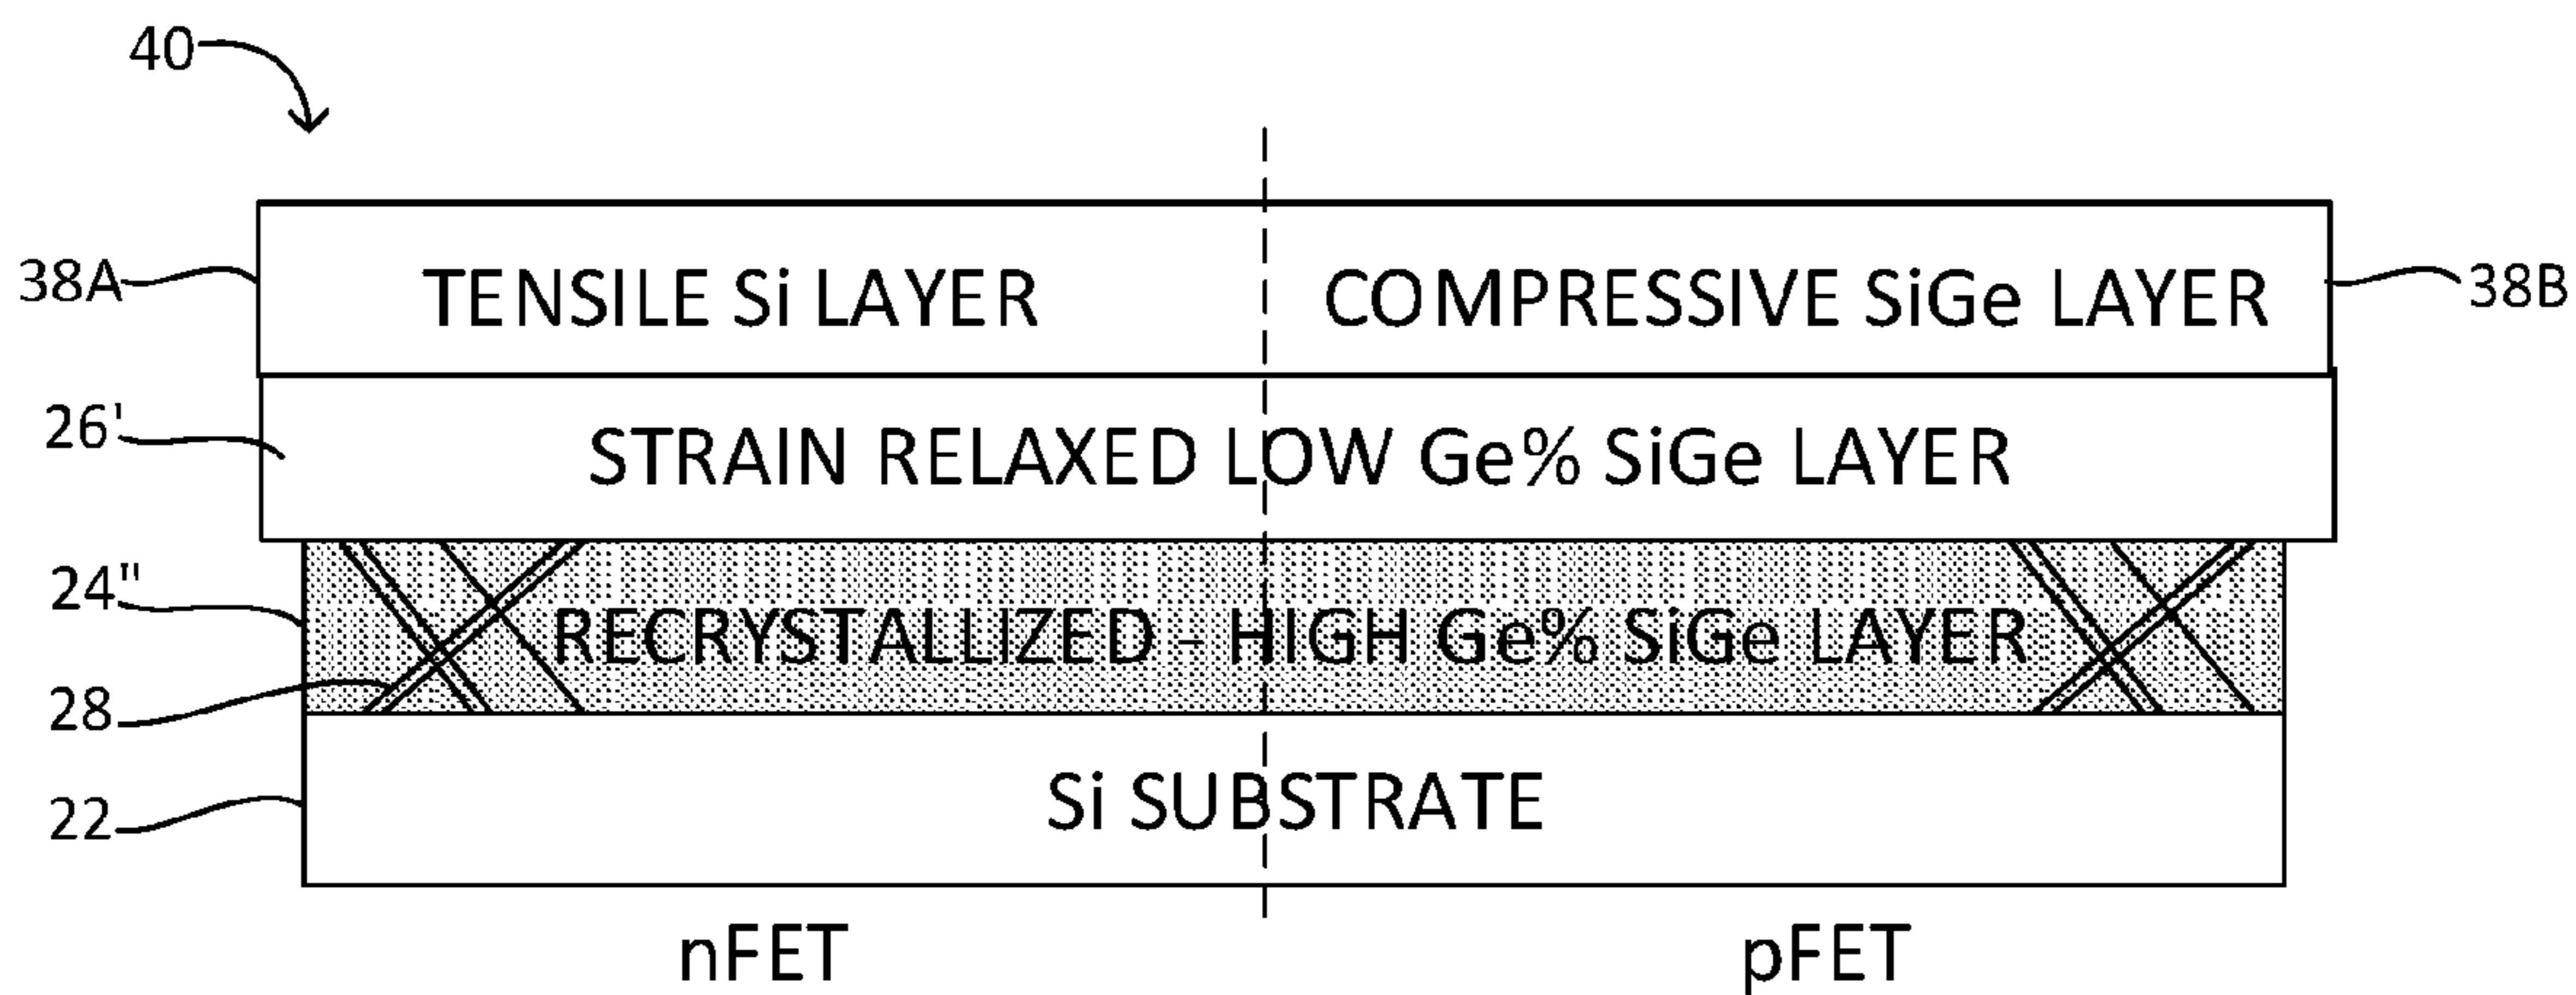 40
TENSILE Si LAYER
COMPRESSIVE SiGe LAYER
38A
38B
26'
STRAIN RELAXED LOW Ge% SiGe LAYER
24"
RECRYSTALLIZED - HIGH Ge% SiGe LAYER
28
22
Si SUBSTRATE
nFET
pFET